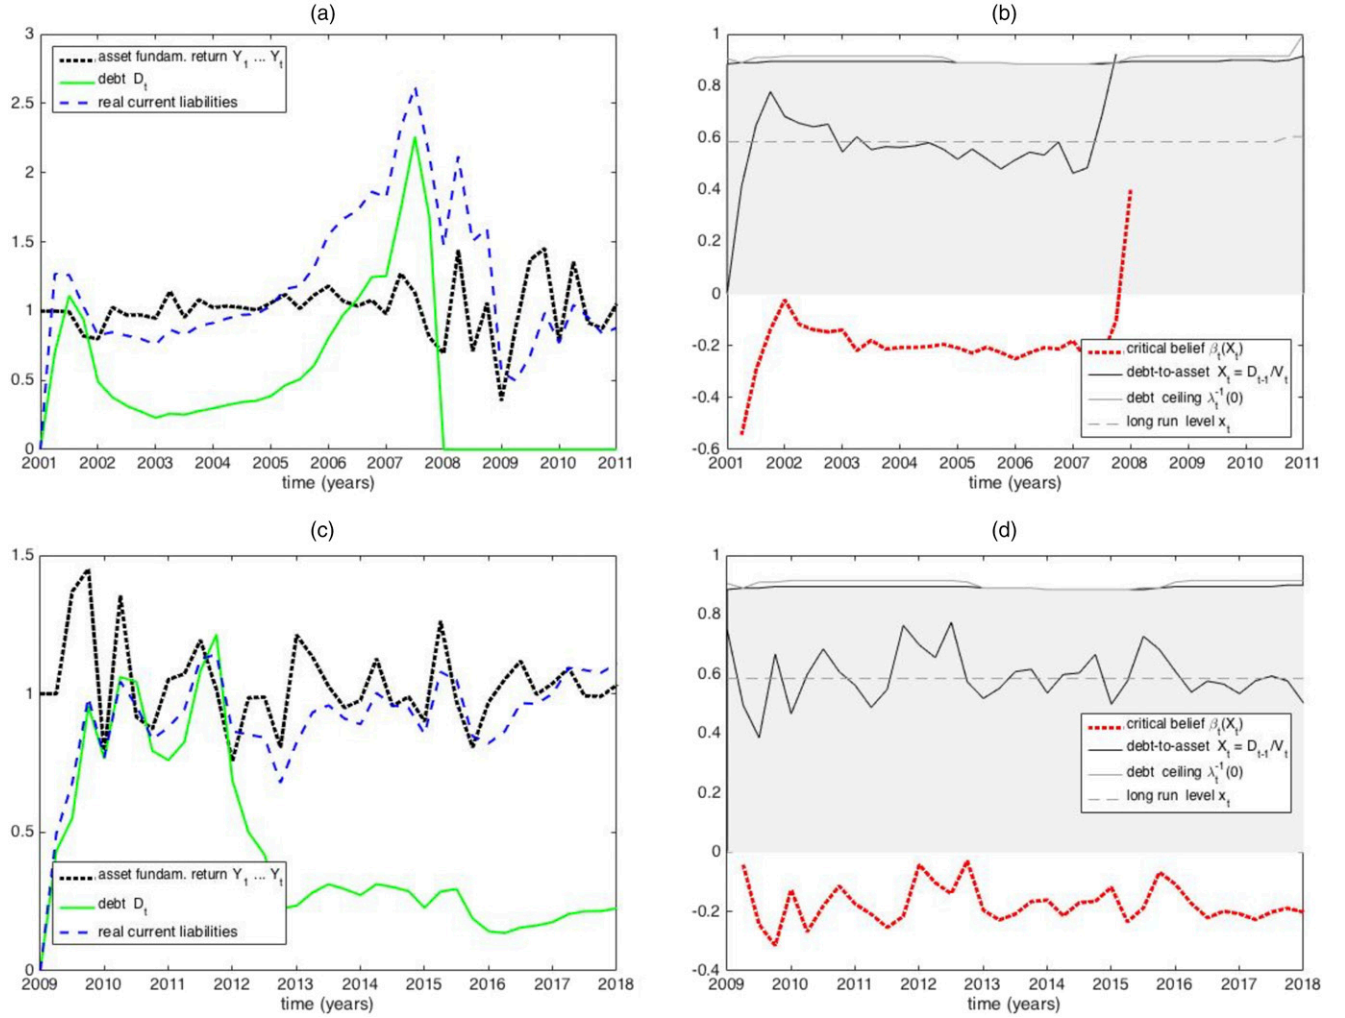 (a)
3
2.5
2
1.5
1
0.5
0
asset fundam. return Y1 ... Yt
debt Dt
real current liabilities
2001 2002 2003 2004 2005 2006 2007 2008 2009 2010 2011
time (years)
(b)
1
0.8
0.6
0.4
0.2
0
-0.2
-0.4
-0.6
critical belief βt(Xt)
debt-to-asset Xt = Dt-1/Vt
debt ceiling λt-1(0)
long run level xt
2001 2002 2003 2004 2005 2006 2007 2008 2009 2010 2011
time (years)
(c)
1.5
1
0.5
0
asset fundam. return Y1 ... Yt
debt Dt
real current liabilities
2009 2010 2011 2012 2013 2014 2015 2016 2017 2018
time (years)
(d)
1
0.8
0.6
0.4
0.2
0
-0.2
-0.4
critical belief βt(Xt)
debt-to-asset Xt = Dt-1/Vt
debt ceiling λt-1(0)
long run level xt
2009 2010 2011 2012 2013 2014 2015 2016 2017 2018
time (years)